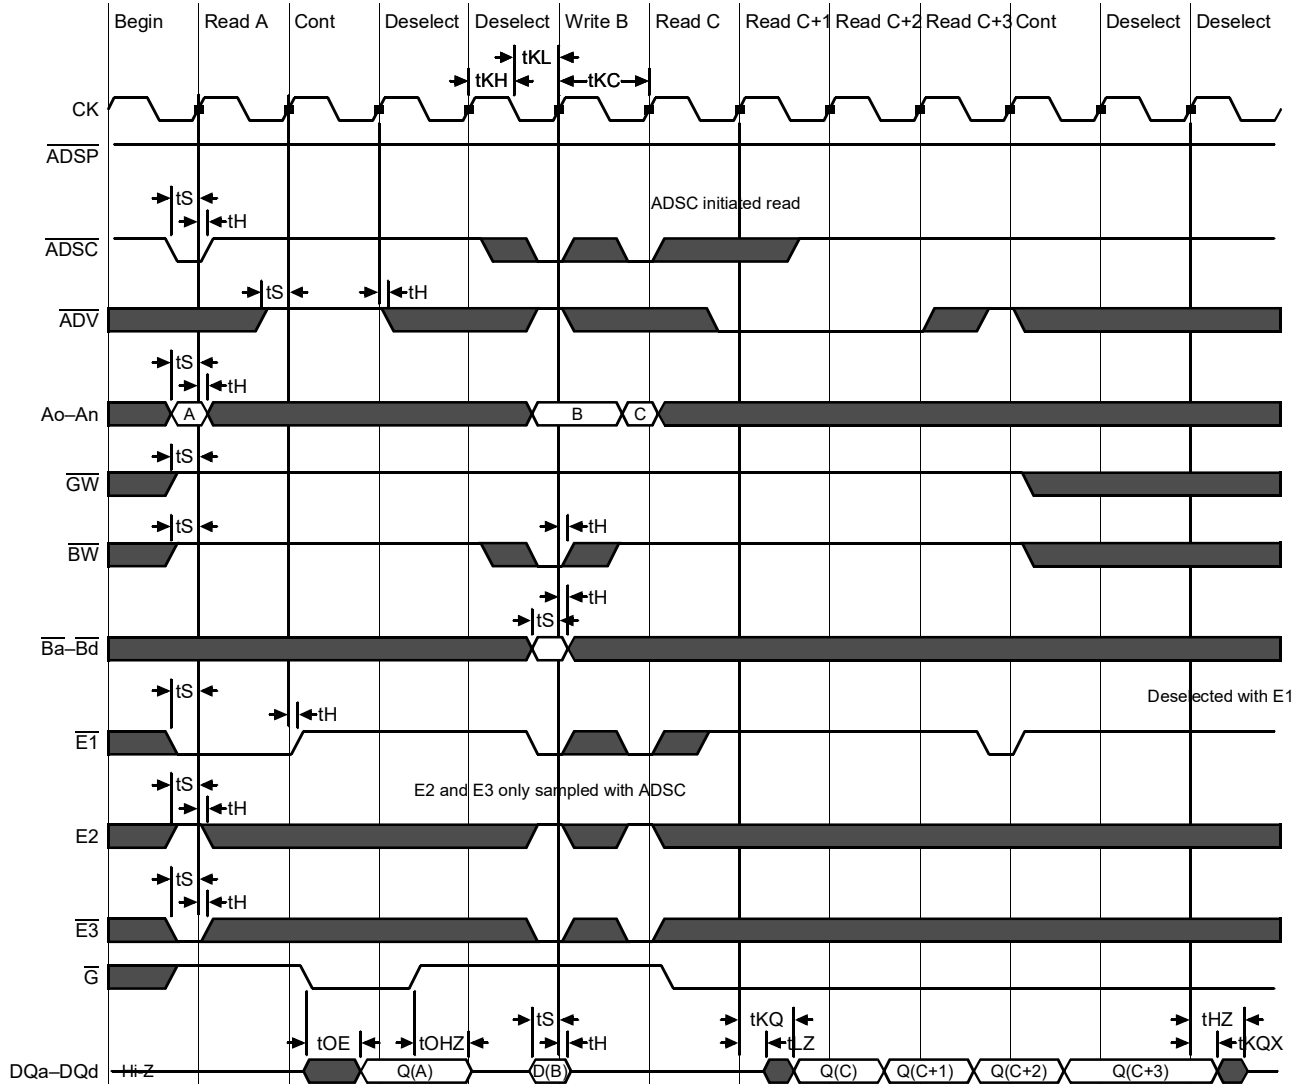 Begin Read A Cont Deselect Deselect Write B Read C Read C+1 Read C+2 Read C+3 Cont Deselect Deselect
tKL
tKH tKC
CK
ADSP
tS ADSC initiated read
tH
ADSC
tS tH
ADV
tS
tH
Ao–An A B C
tS
GW
tS tH
BW
tH
tS
Ba–Bd
tS Deselected with E1
tH
E1
tS E2 and E3 only sampled with ADSC
tH
E2
tS
tH
E3
G
tS tKQ tHZ
tOE tOHZ tH tLZ tKQX
DQa–DQd Hi-Z Q(A) D(B) Q(C) Q(C+1) Q(C+2) Q(C+3)